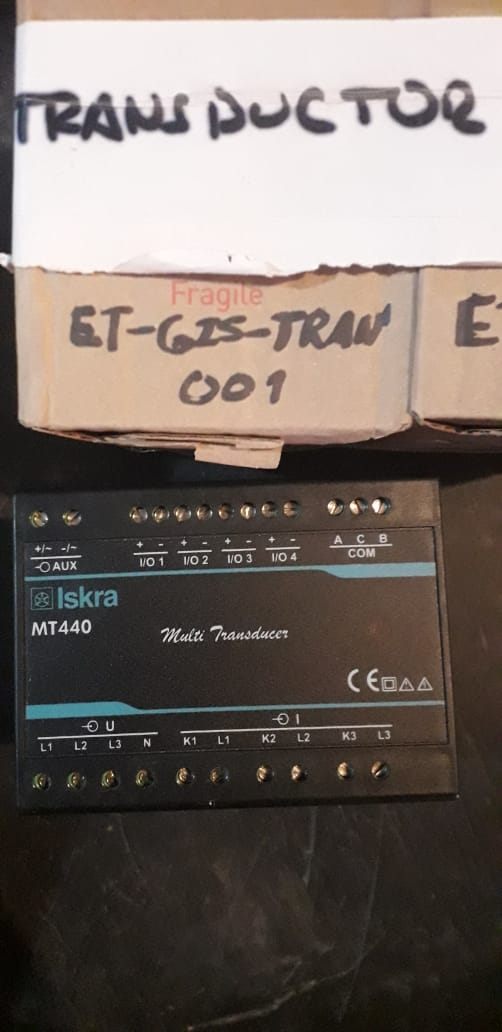 TRANSDUCTOR
Fragile
ET-GIS-TRAN
001
E
+/~ -/~
AUX
+ - + - + - + -
I/O 1 I/O 2 I/O 3 I/O 4
A C B
COM
Iskra
MT440
Multi Transducer
CE
U
I
L1 L2 L3 N K1 L1 K2 L2 K3 L3